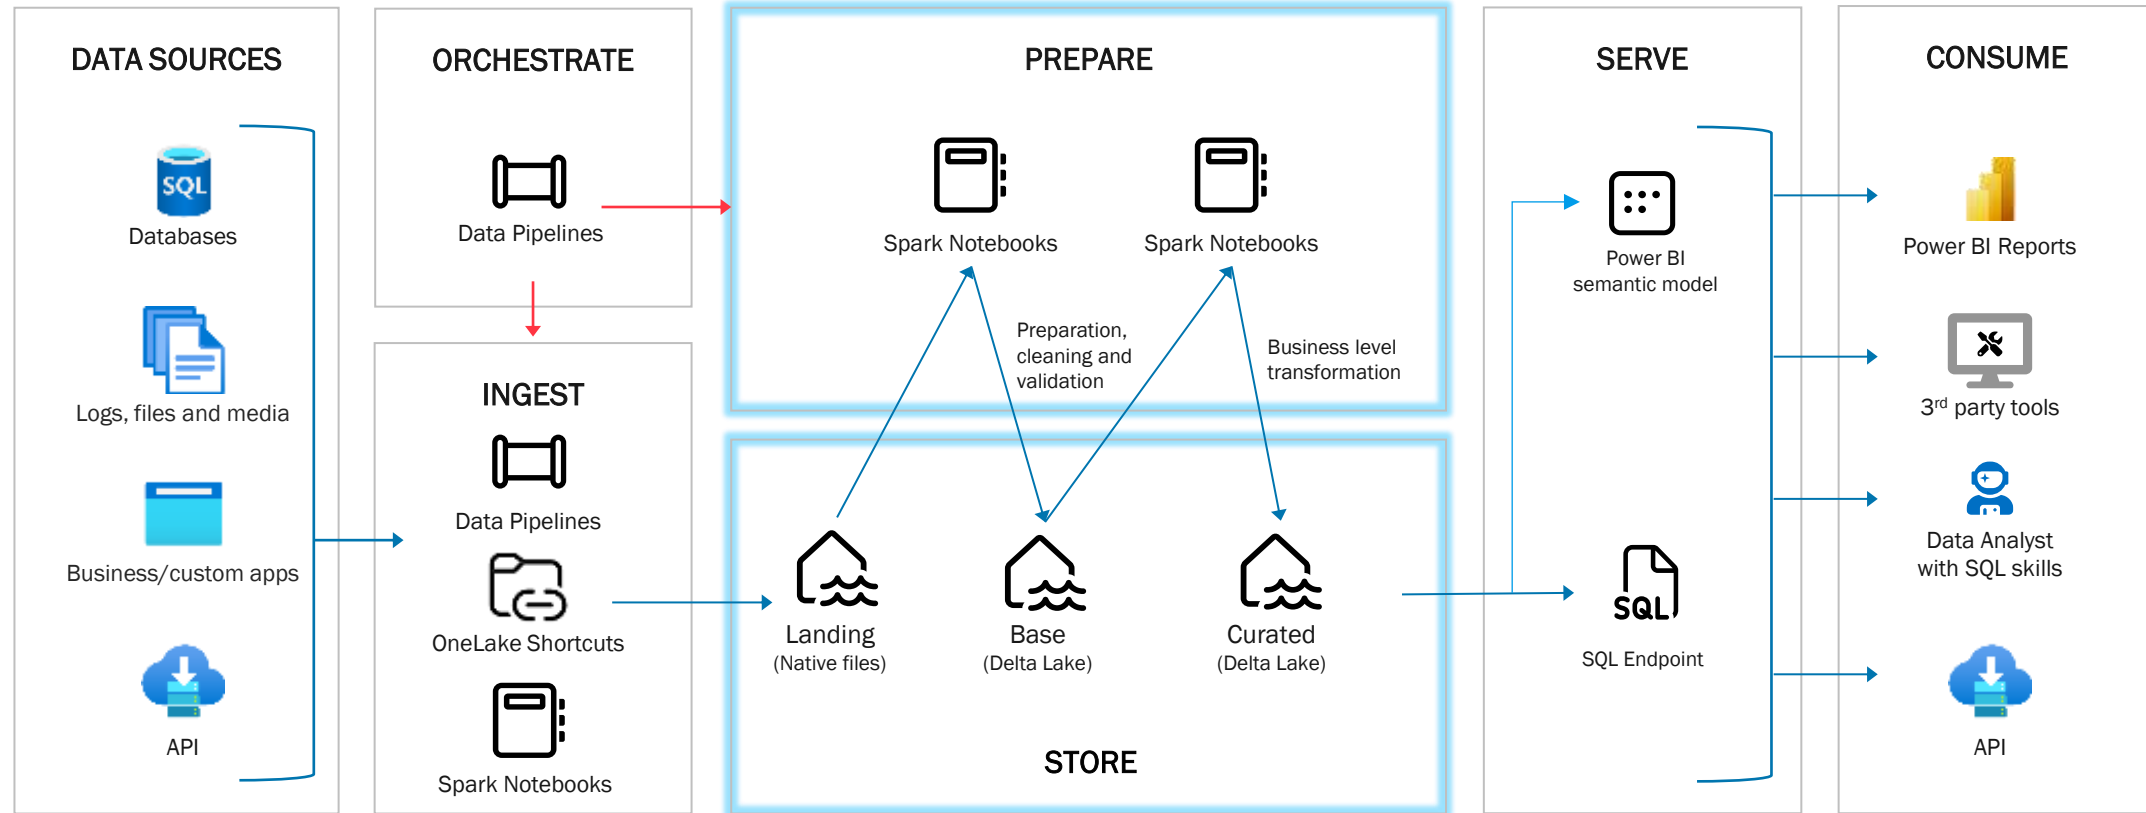 DATA SOURCES
SQL
Databases
Logs, files and media
Business/custom apps
API
ORCHESTRATE
Data Pipelines
INGEST
Data Pipelines
OneLake Shortcuts
Spark Notebooks
PREPARE
Spark Notebooks
Spark Notebooks
Preparation,
cleaning and
validation
Business level
transformation
Landing
(Native files)
Base
(Delta Lake)
Curated
(Delta Lake)
STORE
SERVE
Power BI
semantic model
SQL
SQL Endpoint
CONSUME
Power BI Reports
3rd party tools
Data Analyst
with SQL skills
API